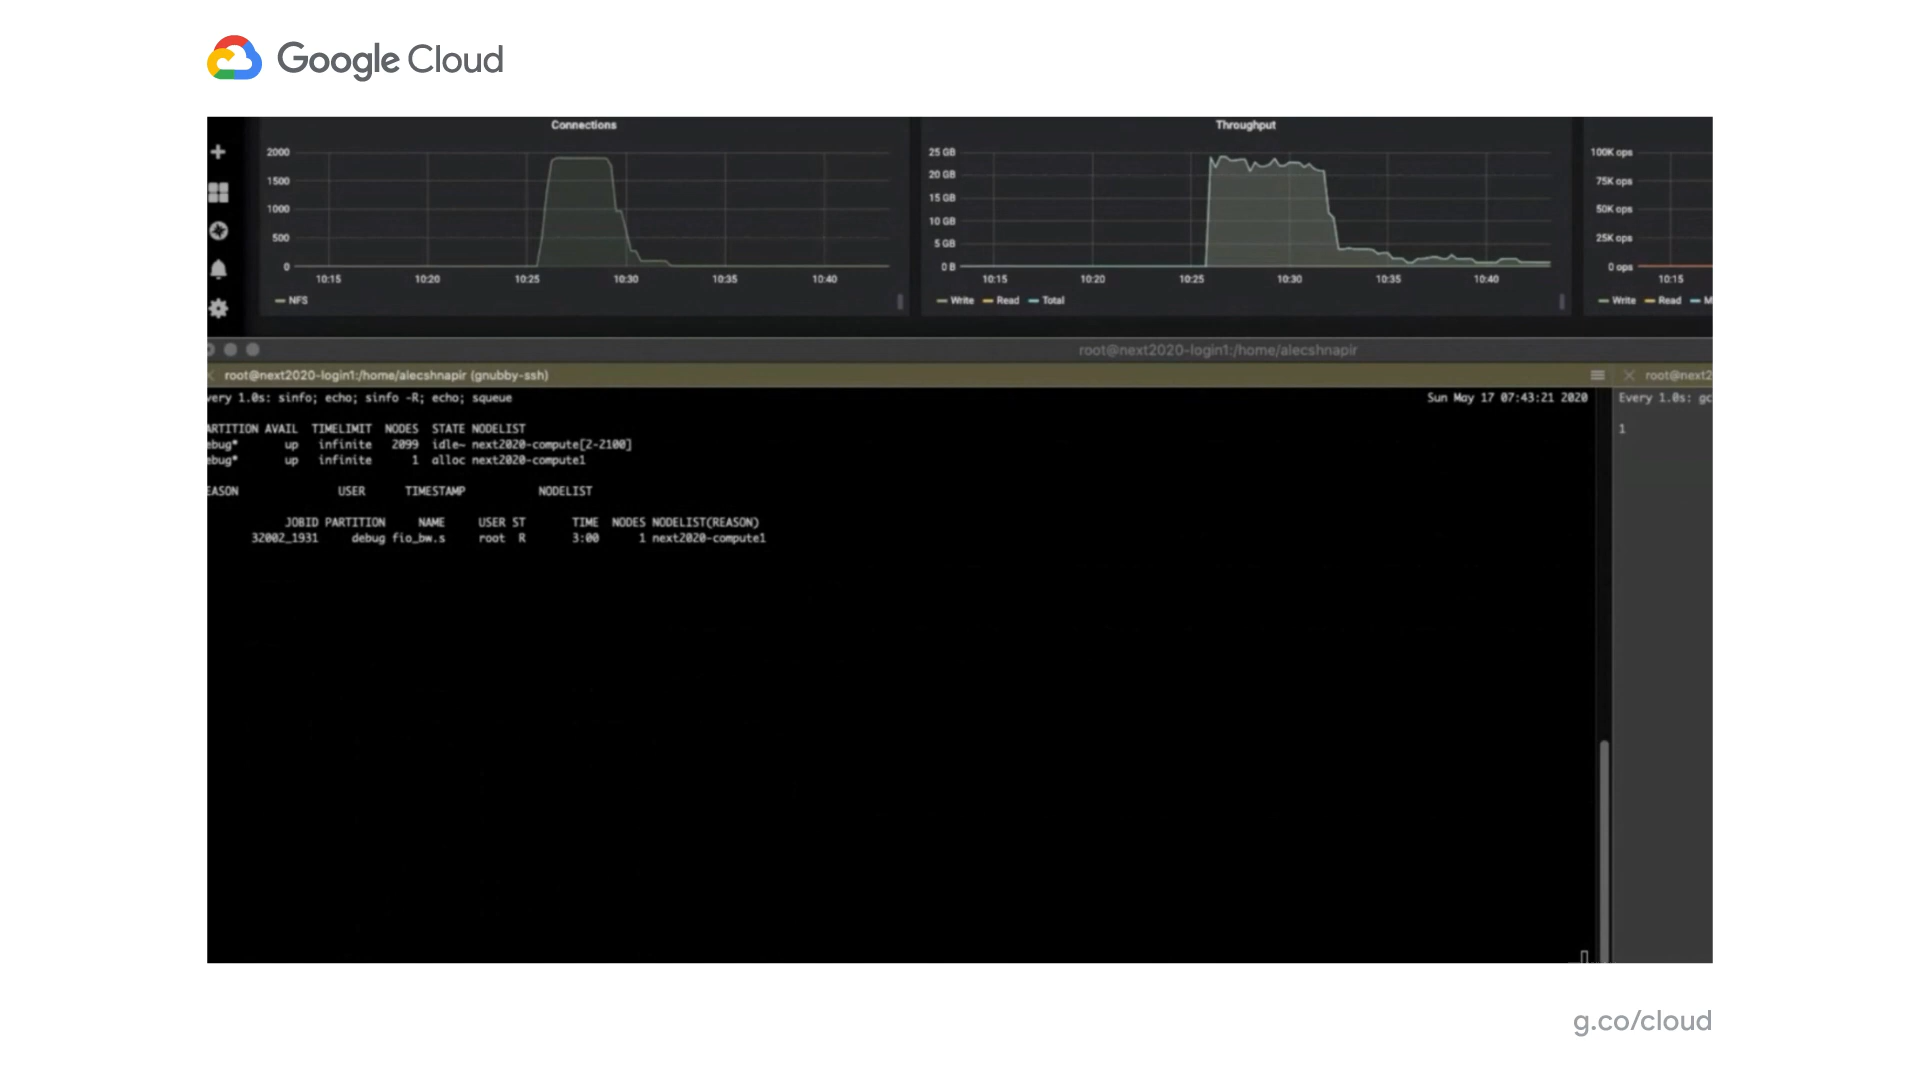 Google Cloud
Connections
2000
1500
1000
500
0
10:15 10:20 10:25 10:30 10:35 10:40
NFS
Throughput
25 GB
20 GB
15 GB
10 GB
5 GB
0 B
10:15 10:20 10:25 10:30 10:35 10:40
Write Read Total
100K ops
75K ops
50K ops
25K ops
0 ops
10:15
Write Read M
root@next2020-login1:/home/alecshnapir
root@next2020-login1:/home/alecshnapir (gnubby-ssh)
root@next2
very 1.0s: sinfo; echo; sinfo -R; echo; squeue Sun May 17 07:43:21 2020
ARTITION AVAIL TIMELIMIT NODES STATE NODELIST
ebug* up infinite 2099 idle~ next2020-compute[2-2100]
ebug* up infinite 1 alloc next2020-compute1
EASON USER TIMESTAMP NODELIST
JOBID PARTITION NAME USER ST TIME NODES NODELIST(REASON)
32002_1931 debug fio_bw.s root R 3:00 1 next2020-compute1
Every 1.0s: gc
1
g.co/cloud